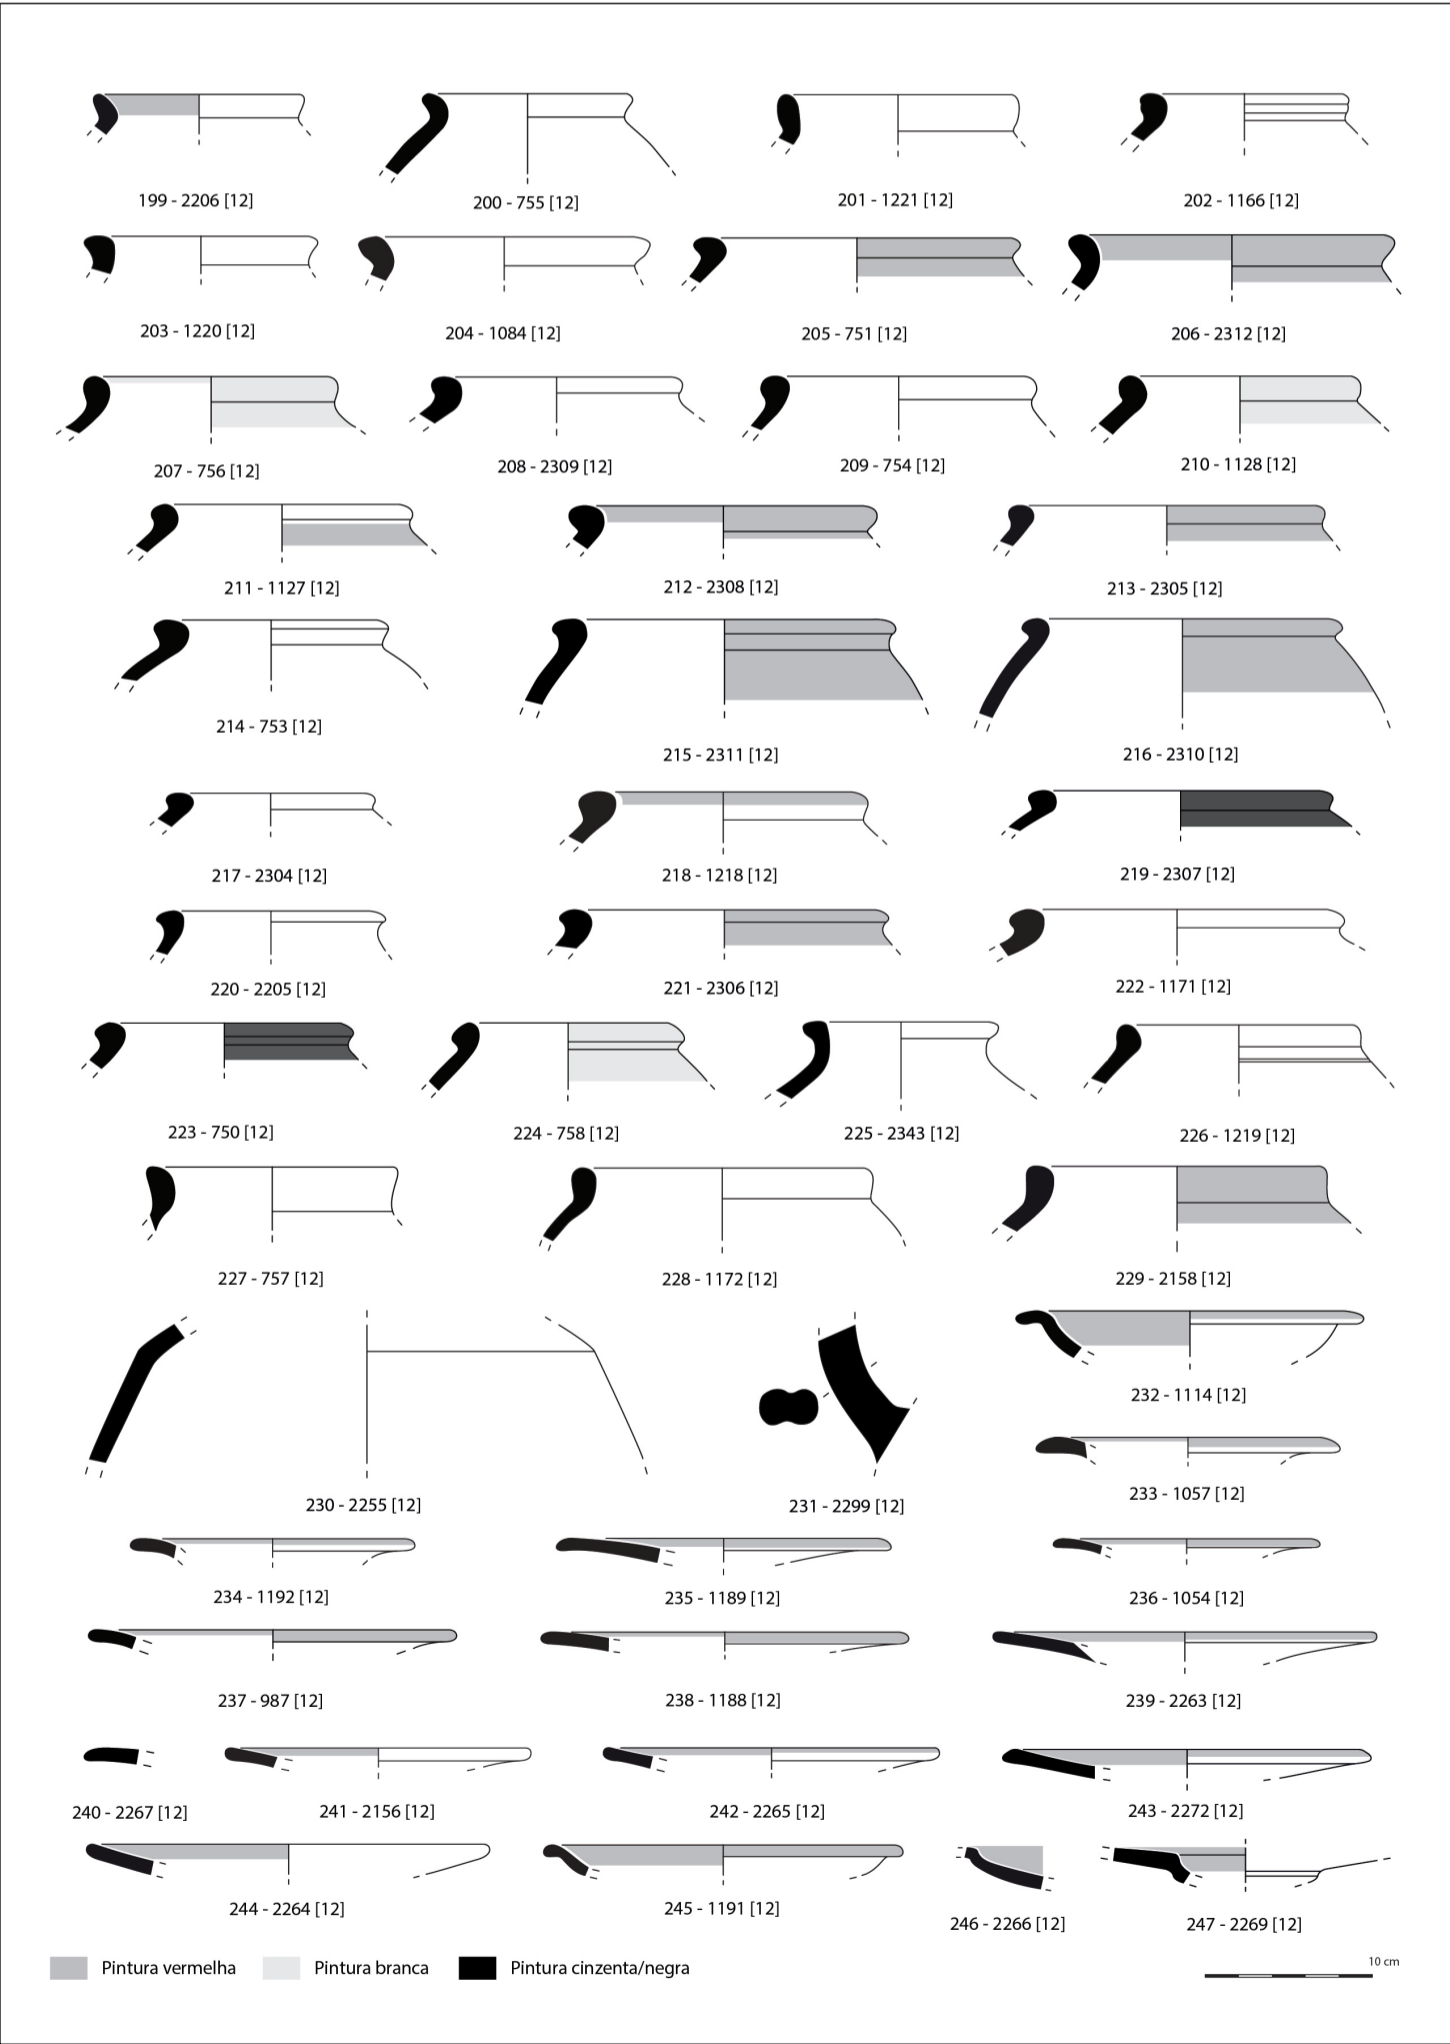 199 - 2206 [12]
200 - 755 [12]
201 - 1221 [12]
202 - 1166 [12]
203 - 1220 [12]
204 - 1084 [12]
205 - 751 [12]
206 - 2312 [12]
207 - 756 [12]
208 - 2309 [12]
209 - 754 [12]
210 - 1128 [12]
211 - 1127 [12]
212 - 2308 [12]
213 - 2305 [12]
214 - 753 [12]
215 - 2311 [12]
216 - 2310 [12]
217 - 2304 [12]
218 - 1218 [12]
219 - 2307 [12]
220 - 2205 [12]
221 - 2306 [12]
222 - 1171 [12]
223 - 750 [12]
224 - 758 [12]
225 - 2343 [12]
226 - 1219 [12]
227 - 757 [12]
228 - 1172 [12]
229 - 2158 [12]
230 - 2255 [12]
231 - 2299 [12]
232 - 1114 [12]
233 - 1057 [12]
234 - 1192 [12]
235 - 1189 [12]
236 - 1054 [12]
237 - 987 [12]
238 - 1188 [12]
239 - 2263 [12]
240 - 2267 [12]
241 - 2156 [12]
242 - 2265 [12]
243 - 2272 [12]
244 - 2264 [12]
245 - 1191 [12]
246 - 2266 [12]
247 - 2269 [12]
Pintura vermelha
Pintura branca
Pintura cinzenta/negra
10 cm